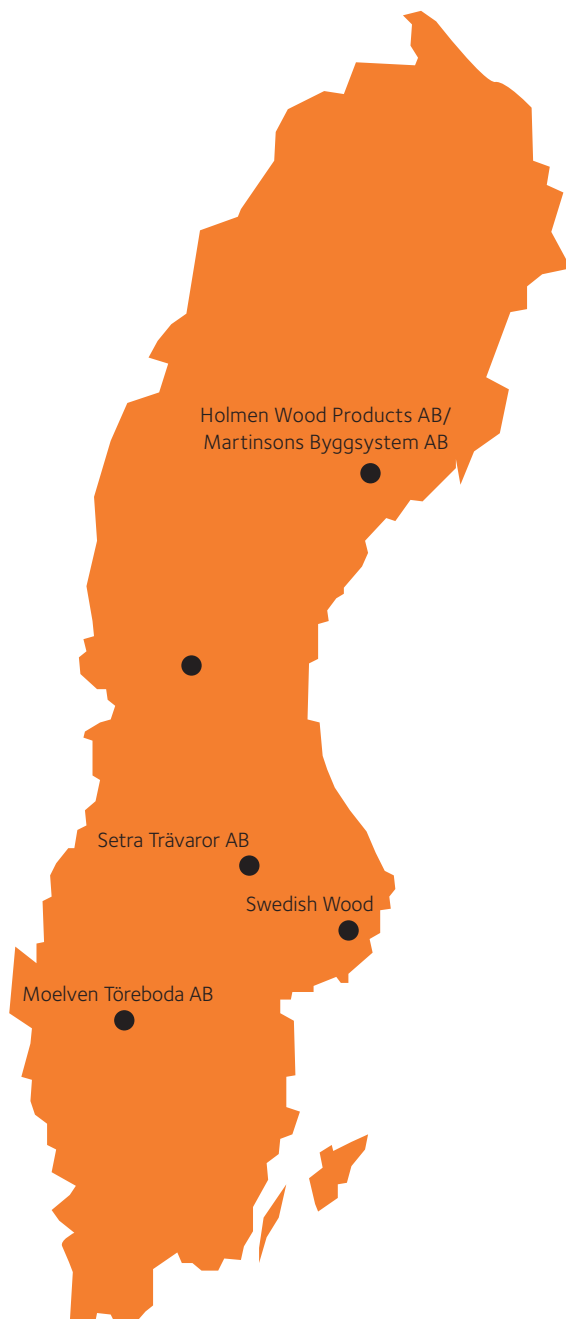 Holmen Wood Products AB/
Martinsons Byggsystem AB
Setra Trävaror AB
Swedish Wood
Moelven Töreboda AB